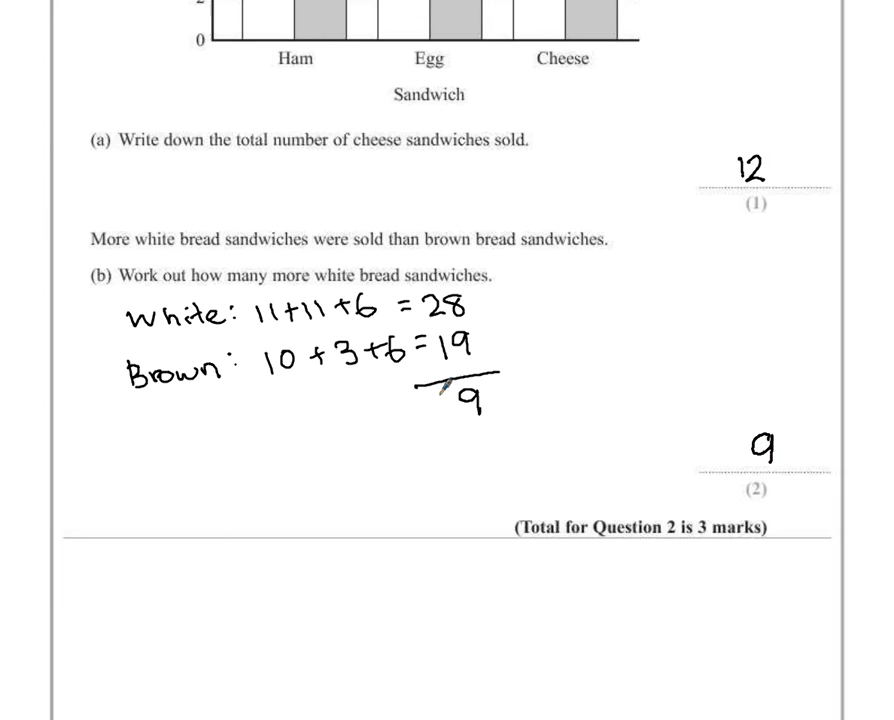 0
Ham Egg Cheese
Sandwich
(a) Write down the total number of cheese sandwiches sold.
12
(1)
More white bread sandwiches were sold than brown bread sandwiches.
(b) Work out how many more white bread sandwiches.
White: 11+11+6 = 28
Brown: 10+3+6=19
9
9
(2)
(Total for Question 2 is 3 marks)